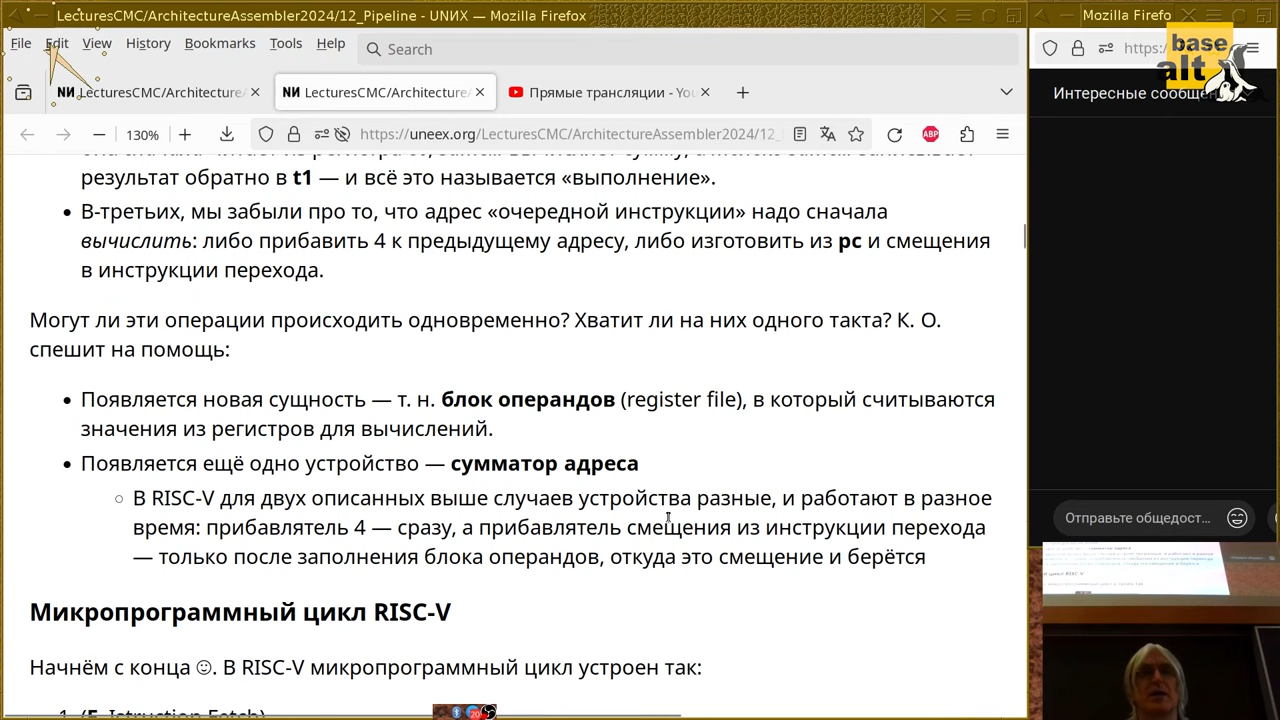 LecturesCMC/ArchitectureAssembler2024/12_Pipeline - UNИX — Mozilla Firefox
Mozilla Firefo
File Edit View History Bookmarks Tools Help
Search
base
alt
https:
LecturesCMC/Architecture
LecturesCMC/Architecture
Прямые трансляции - You
Интересные сообщен
130%
https://uneex.org/LecturesCMC/ArchitectureAssembler2024/12_
ABP
результат обратно в t1 — и всё это называется «выполнение».
В-третьих, мы забыли про то, что адрес «очередной инструкции» надо сначала
вычислить: либо прибавить 4 к предыдущему адресу, либо изготовить из pc и смещения
в инструкции перехода.
Могут ли эти операции происходить одновременно? Хватит ли на них одного такта? К. О.
спешит на помощь:
Появляется новая сущность — т. н. блок операндов (register file), в который считываются
значения из регистров для вычислений.
Появляется ещё одно устройство — сумматор адреса
В RISC-V для двух описанных выше случаев устройства разные, и работают в разное
время: прибавлятель 4 — сразу, а прибавлятель смещения из инструкции перехода
— только после заполнения блока операндов, откуда это смещение и берётся
Отправьте общедост...
Микропрограммный цикл RISC-V
Начнём с конца ☺. В RISC-V микропрограммный цикл устроен так:
1. (F, Istruction Fetch)
20